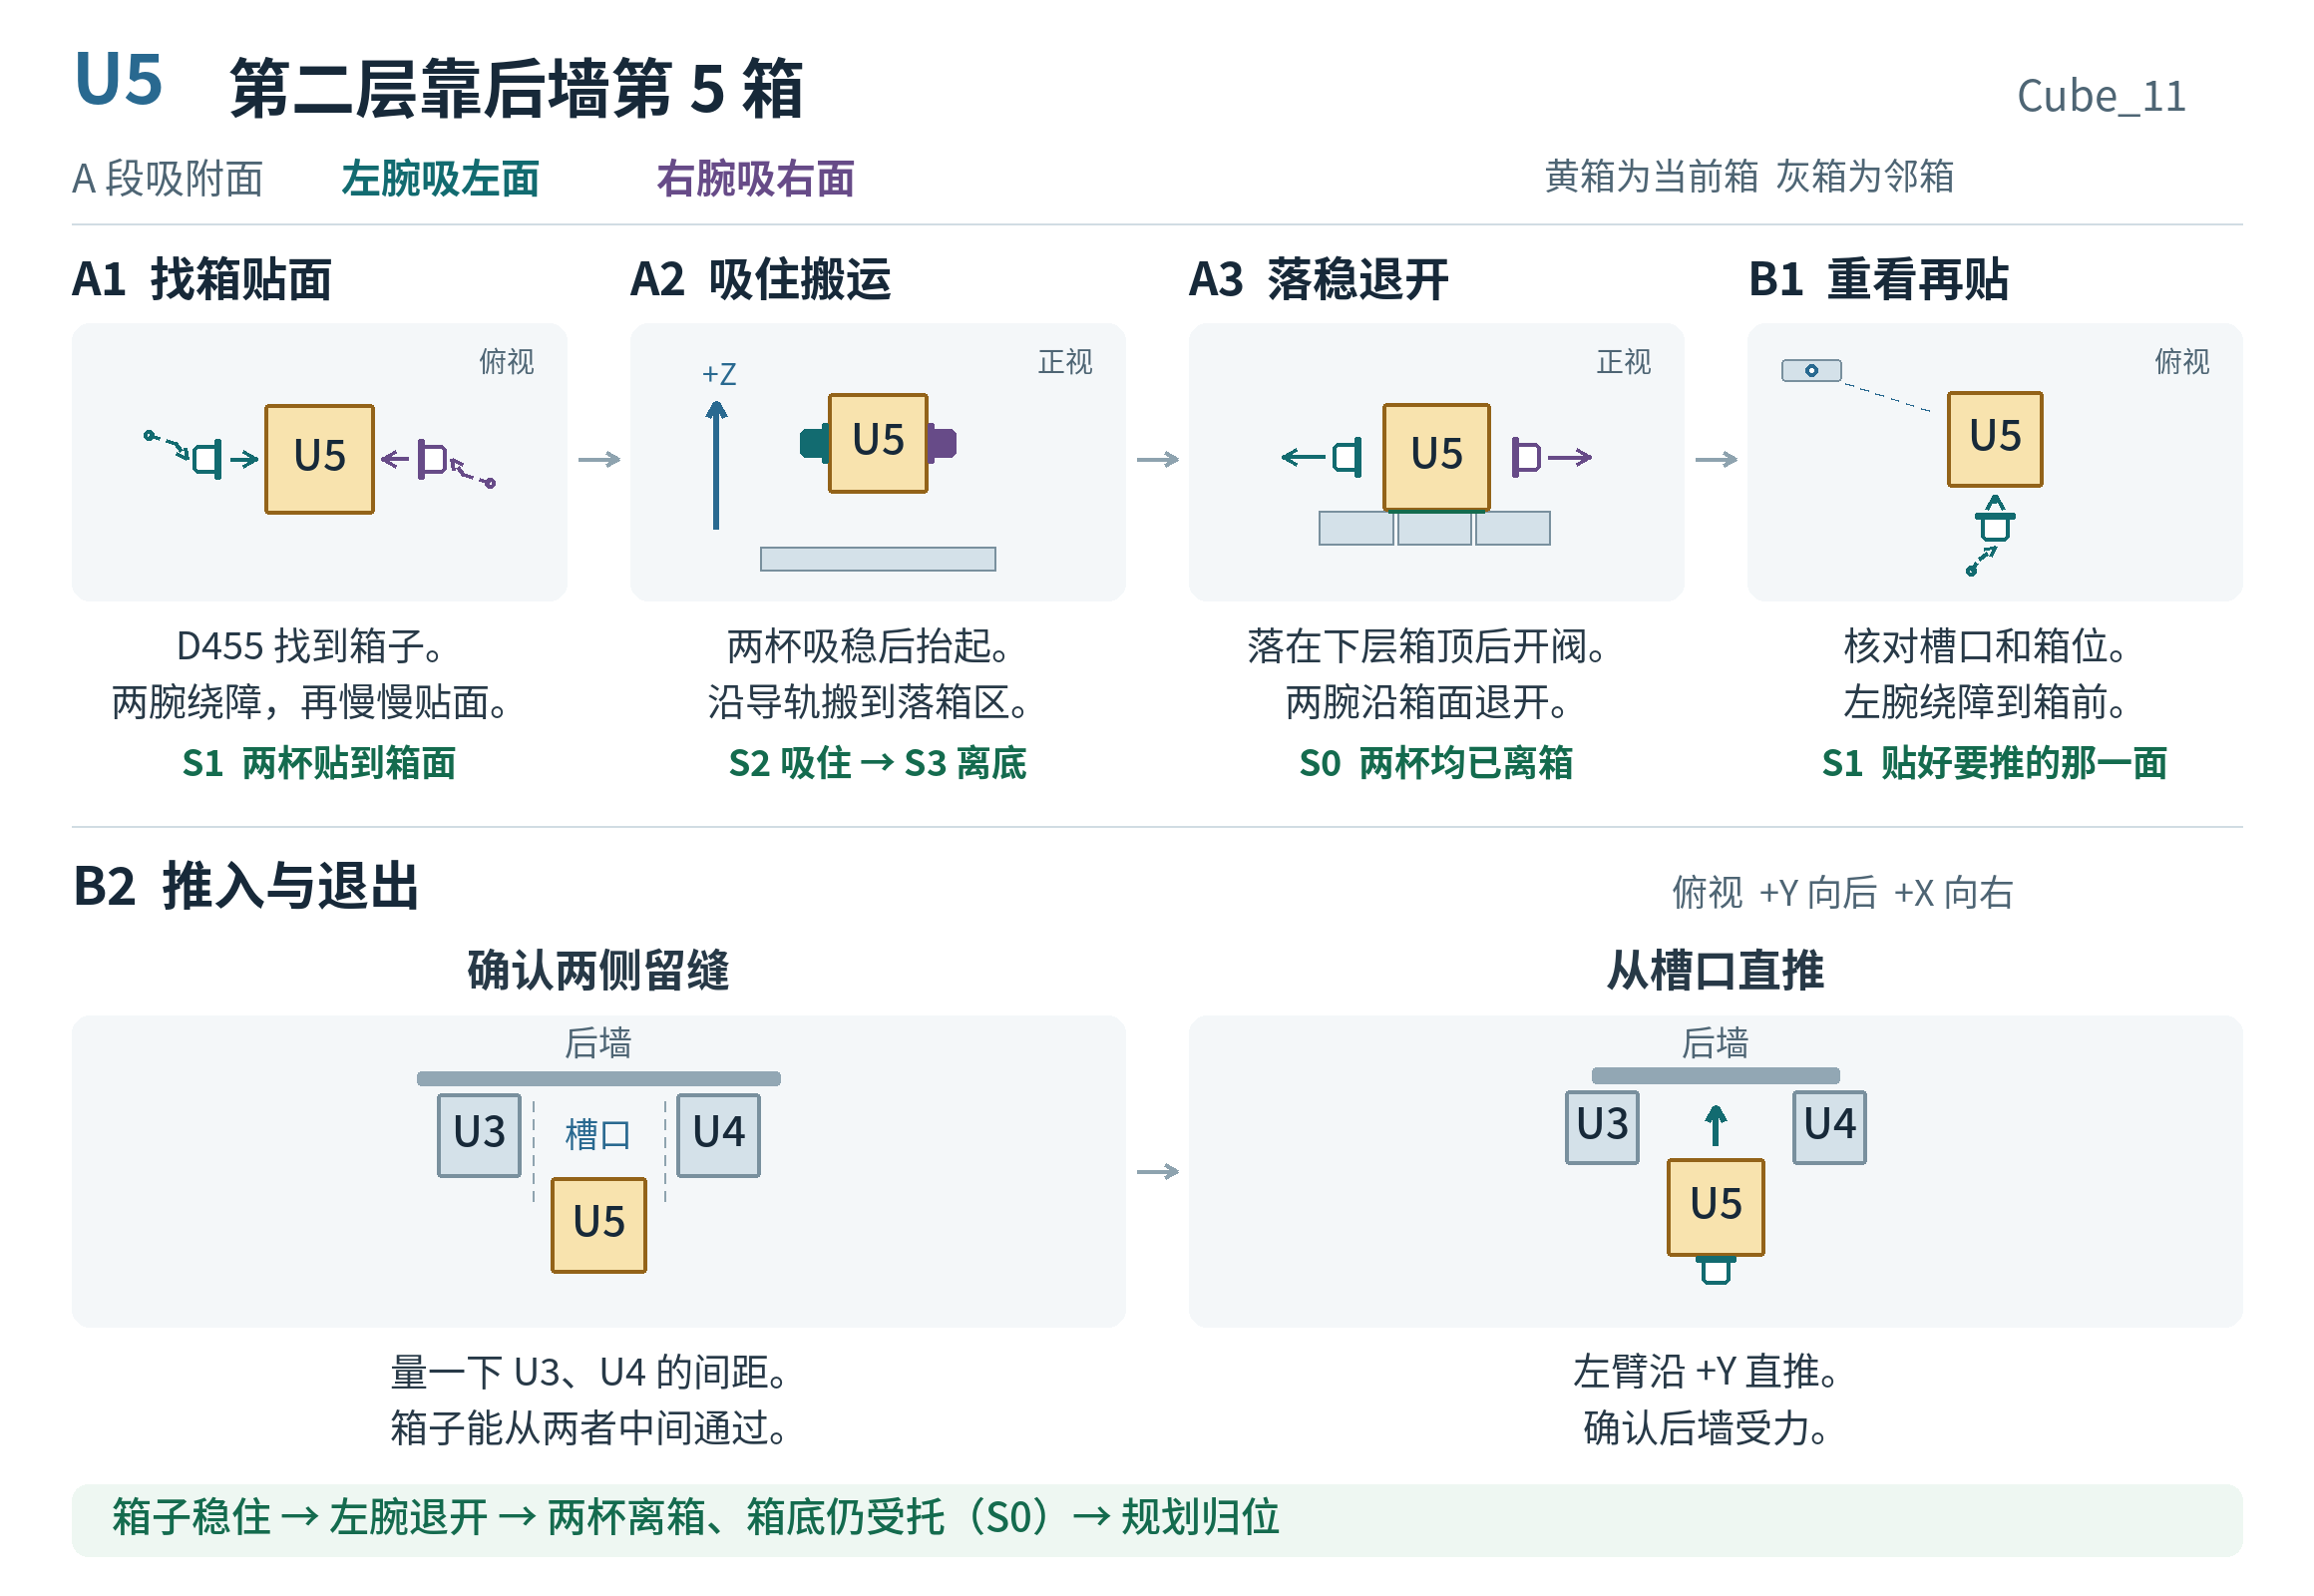 U5 第二层靠后墙第 5 箱
Cube_11
A 段吸附面 左腕吸左面 右腕吸右面
黄箱为当前箱 灰箱为邻箱
A1 找箱贴面
俯视
U5
D455 找到箱子。
两腕绕障，再慢慢贴面。
S1 两杯贴到箱面
A2 吸住搬运
正视
+Z
U5
两杯吸稳后抬起。
沿导轨搬到落箱区。
S2 吸住 → S3 离底
A3 落稳退开
正视
U5
落在下层箱顶后开阀。
两腕沿箱面退开。
S0 两杯均已离箱
B1 重看再贴
俯视
U5
核对槽口和箱位。
左腕绕障到箱前。
S1 贴好要推的那一面
B2 推入与退出
俯视 +Y 向后 +X 向右
确认两侧留缝
后墙
U3 槽口 U4
U5
量一下 U3、U4 的间距。
箱子能从两者中间通过。
从槽口直推
后墙
U3 U4
U5
左臂沿 +Y 直推。
确认后墙受力。
箱子稳住 → 左腕退开 → 两杯离箱、箱底仍受托（S0）→ 规划归位